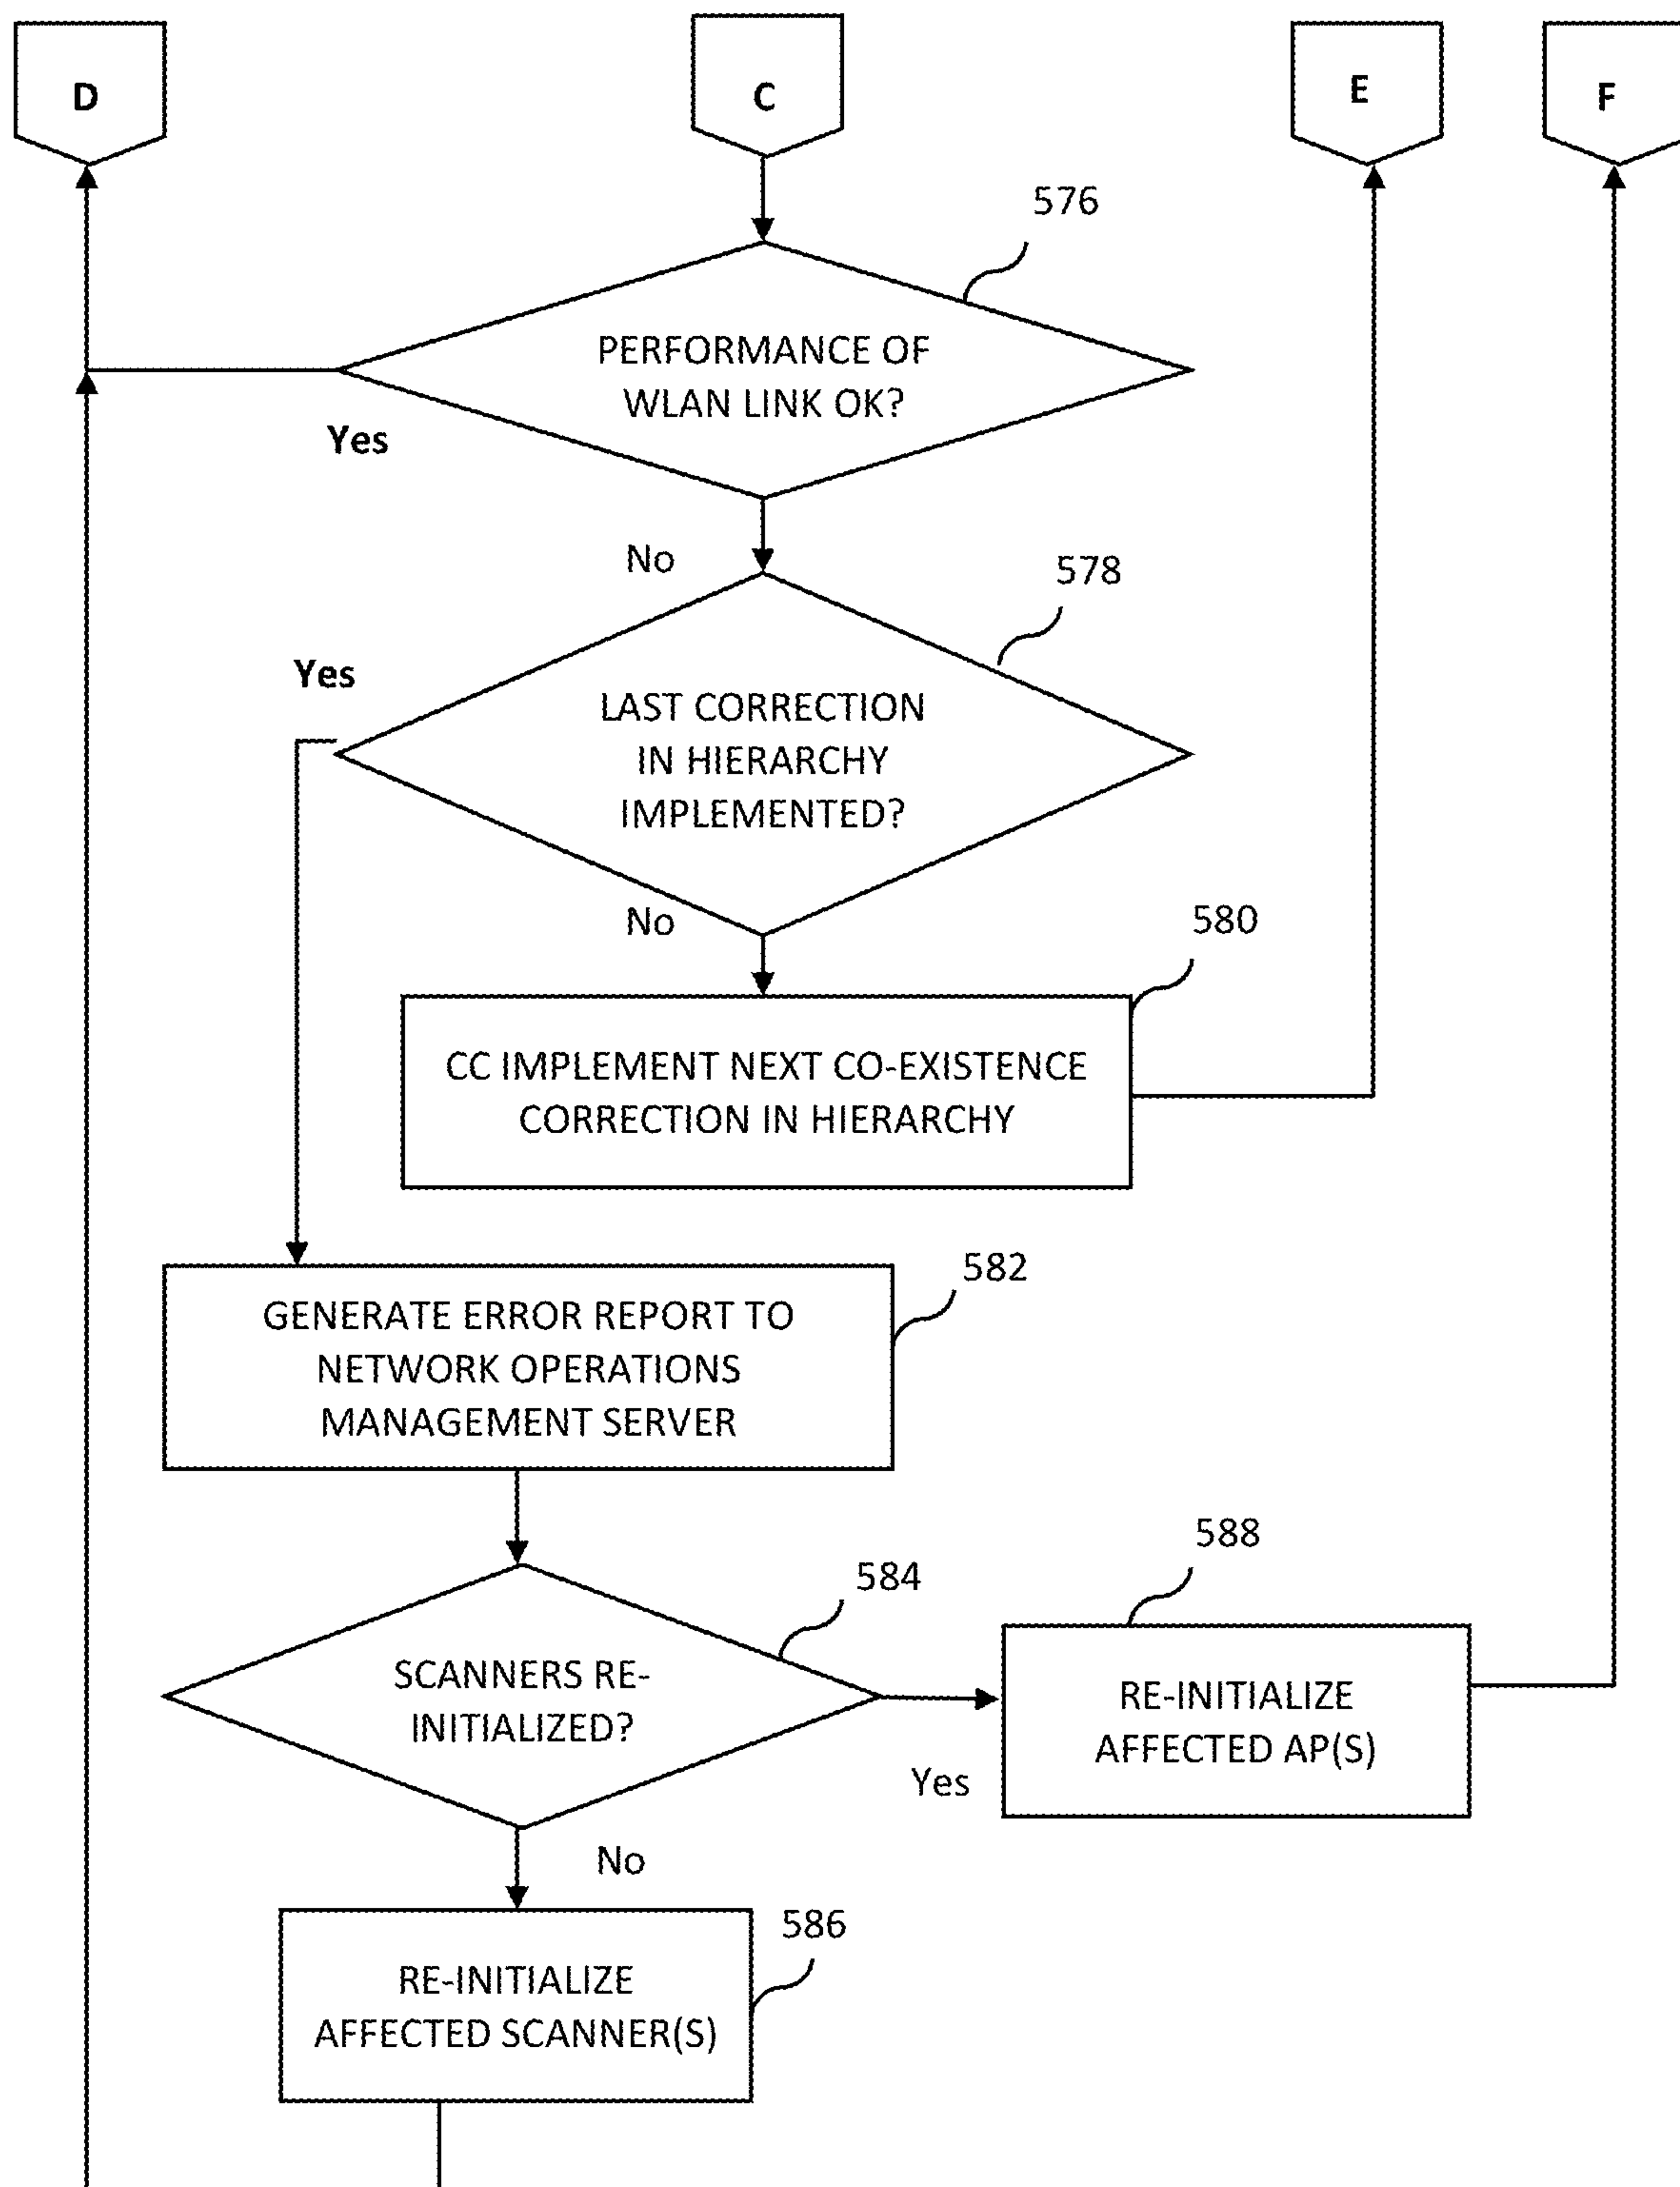 D
C
E
F
576
PERFORMANCE OF
WLAN LINK OK?
Yes
No
578
Yes
LAST CORRECTION
IN HIERARCHY
IMPLEMENTED?
No
580
CC IMPLEMENT NEXT CO-EXISTENCE
CORRECTION IN HIERARCHY
582
GENERATE ERROR REPORT TO
NETWORK OPERATIONS
MANAGEMENT SERVER
588
584
SCANNERS RE-
INITIALIZED?
RE-INITIALIZE
AFFECTED AP(S)
Yes
No
586
RE-INITIALIZE
AFFECTED SCANNER(S)